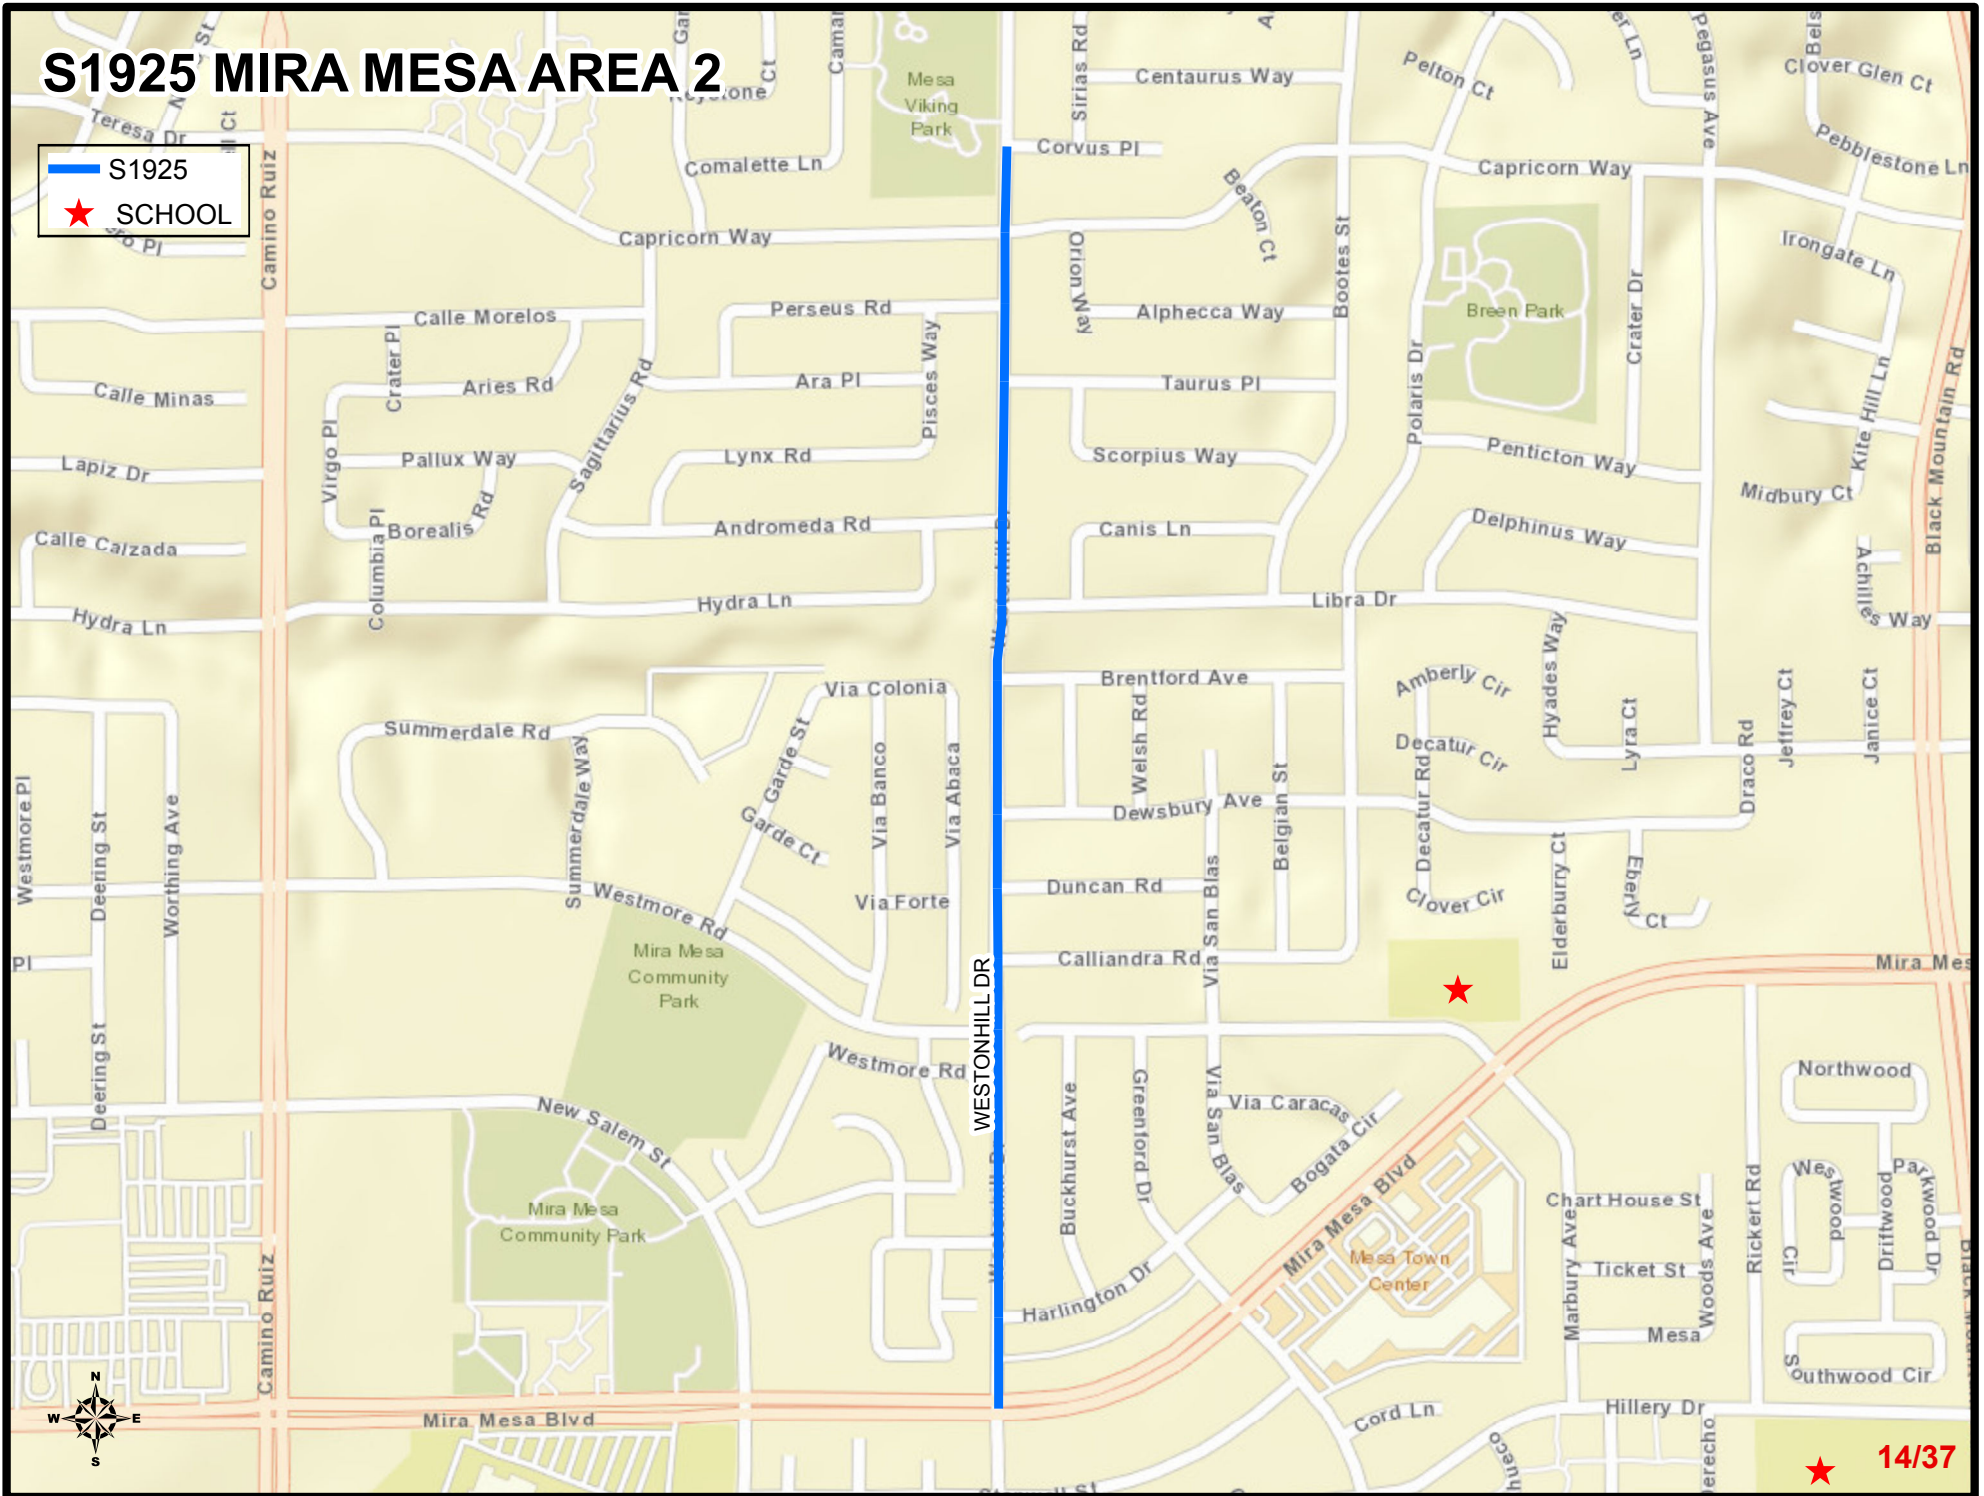 S1925 MIRA MESA AREA 2
S1925
SCHOOL
Teresa Dr
Camino Ruiz
Comalette Ln
Mesa
Viking
Park
Sirias Rd
Centaurus Way
Corvus Pl
Pelton Ct
Pegasus Ave
Clover Glen Ct
Pebblestone Ln
Capricorn Way
Capricorn Way
Beaton Ct
Bootes St
Orion Way
Irongate Ln
Calle Morelos
Perseus Rd
Alphecca Way
Breen Park
Crater Dr
Crater Pl
Aries Rd
Ara Pl
Pisces Way
Taurus Pl
Polaris Dr
Calle Minas
Sagittarius Rd
Kite Hill Ln
Black Mountain Rd
Virgo Pl
Pallux Way
Lynx Rd
Scorpius Way
Penticton Way
Lapiz Dr
Midbury Ct
Borealis Rd
Andromeda Rd
Canis Ln
Delphinus Way
Calle Calzada
Columbia Pl
Achilles Way
Hydra Ln
Hydra Ln
Libra Dr
Hyades Way
Via Colonia
Brentford Ave
Amberly Cir
Summerdale Rd
Garde St
Welsh Rd
Decatur Cir
Lyra Ct
Jeffrey Ct
Janice Ct
Draco Rd
Summerdale Way
Via Banco
Via Abaca
Dewsbury Ave
Belgian St
Decatur Rd
Westmore Pl
Deering St
Worthing Ave
Garde Ct
Elderburry Ct
Eberly Ct
Westmore Rd
Via Forte
Duncan Rd
Via San Blas
Clover Cir
Mira Mesa
Community
Park
WESTONHILL DR
Calliandra Rd
Pl
Deering St
Westmore Rd
Northwood
New Salem St
Buckhurst Ave
Greenford Dr
Via San Blas
Via Caracas
Bogata Cir
Mira Mesa Blvd
Mira Mesa
Community Park
Chart House St
Rickert Rd
Westwood
Cir
Driftwood
Parkwood Dr
Mesa Town
Center
Marbury Ave
Ticket St
Woods Ave
Camino Ruiz
Harlington Dr
Mesa
Southwood Cir
N
W
E
S
Mira Mesa Blvd
Cord Ln
Hillery Dr
14/37